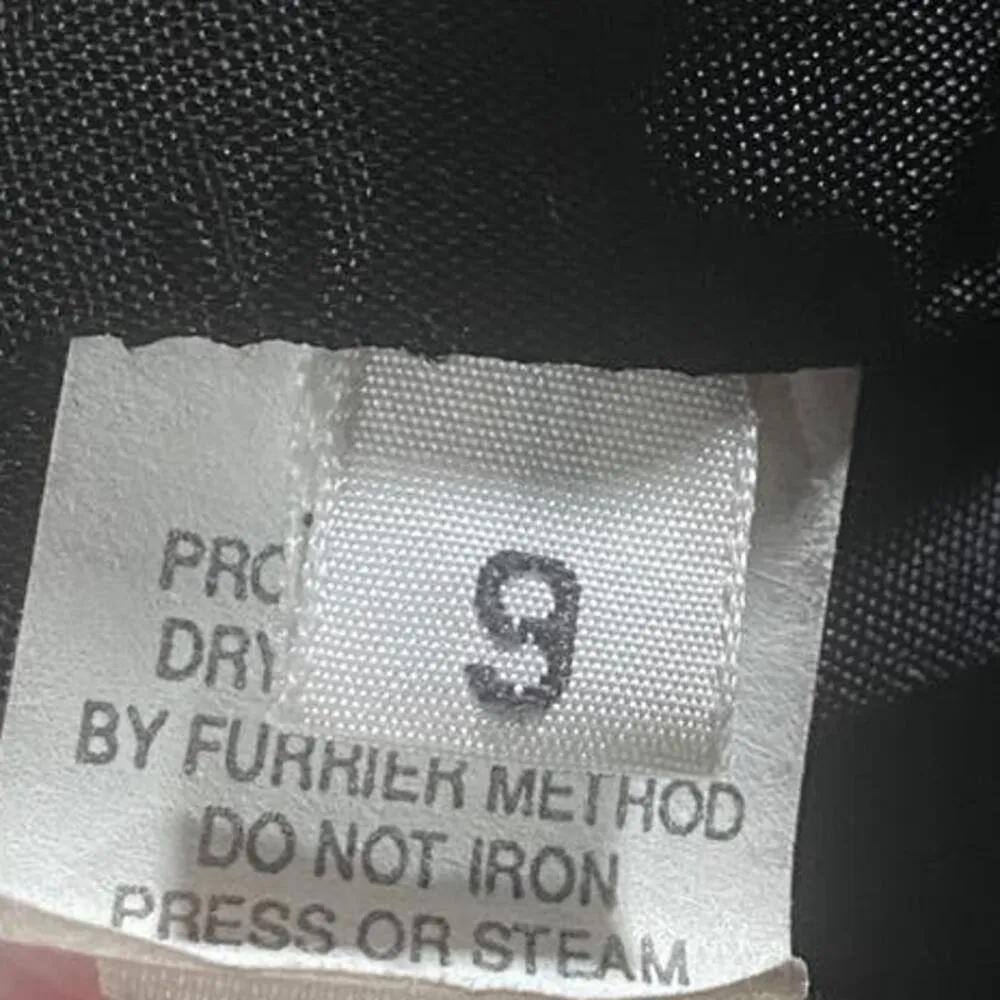 9
PRO
DRY
BY FURRIER METHOD
DO NOT IRON
PRESS OR STEAM